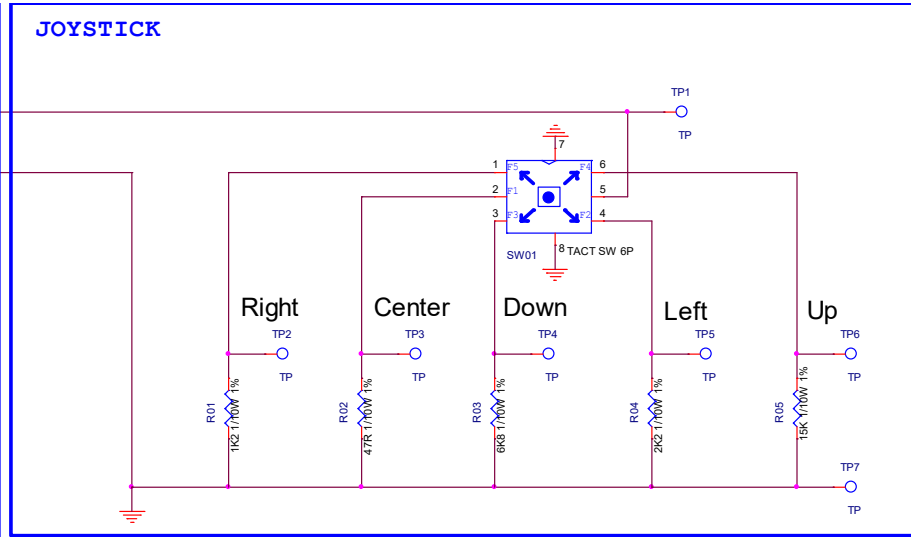 JOYSTICK
TP1
TP
7
1 F5 F4 6
2 F1 5
3 F3 F2 4
SW01 8 TACT SW 6P
Right Center Down Left Up
TP2 TP3 TP4 TP5 TP6
TP TP TP TP TP
R01 1K2 1/10W 1%
R02 47R 1/10W 1%
R03 6K8 1/10W 1%
R04 2K2 1/10W 1%
R05 15K 1/10W 1%
TP7
TP